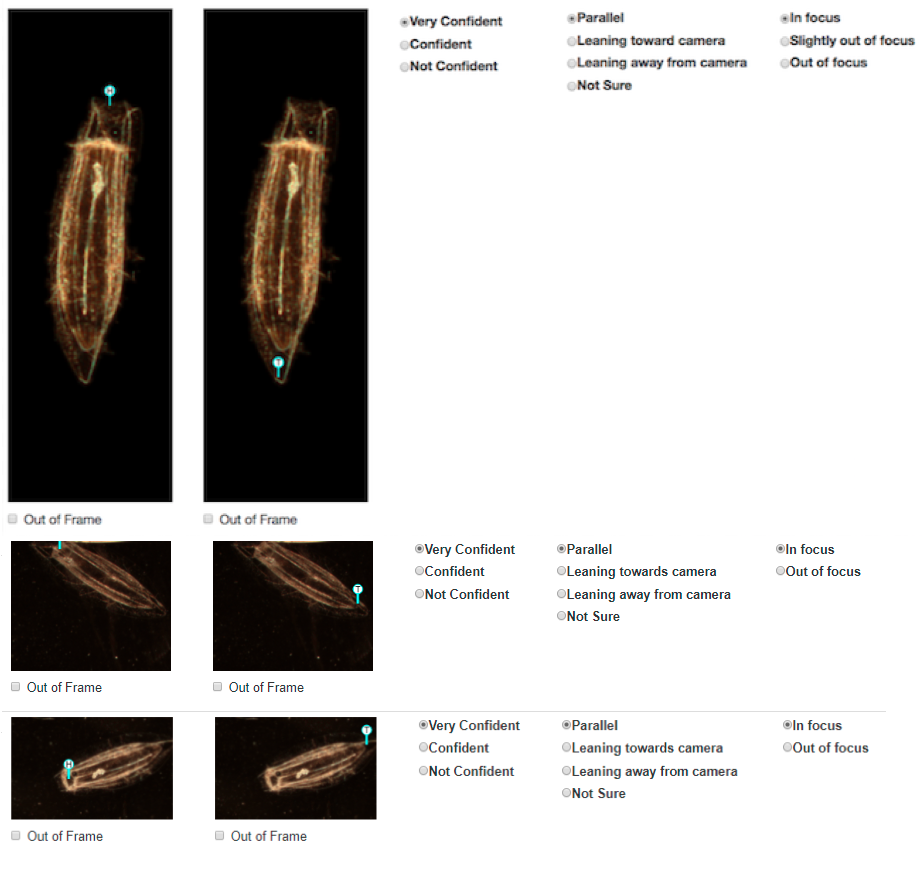 H
T
Very Confident
Confident
Not Confident
Parallel
Leaning toward camera
Leaning away from camera
Not Sure
In focus
Slightly out of focus
Out of focus
Out of Frame
Out of Frame
T
Very Confident
Confident
Not Confident
Parallel
Leaning towards camera
Leaning away from camera
Not Sure
In focus
Out of focus
Out of Frame
Out of Frame
H
T
Very Confident
Confident
Not Confident
Parallel
Leaning towards camera
Leaning away from camera
Not Sure
In focus
Out of focus
Out of Frame
Out of Frame